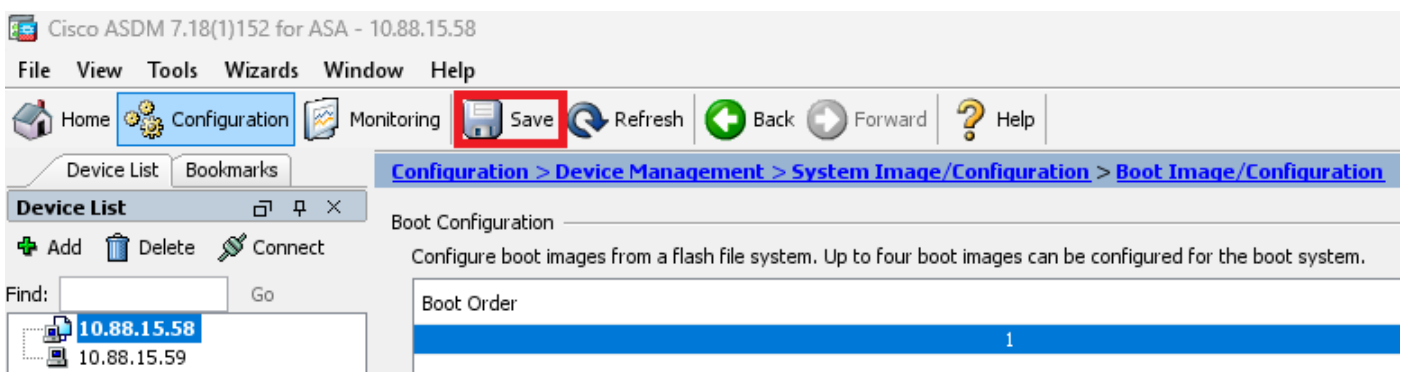 Cisco ASDM 7.18(1)152 for ASA - 10.88.15.58
File View Tools Wizards Window Help
Home Configuration Monitoring Save Refresh Back Forward Help
Device List Bookmarks
Configuration > Device Management > System Image/Configuration > Boot Image/Configuration
Device List
Boot Configuration
Add Delete Connect
Configure boot images from a flash file system. Up to four boot images can be configured for the boot system.
Find: Go
Boot Order
10.88.15.58
1
10.88.15.59